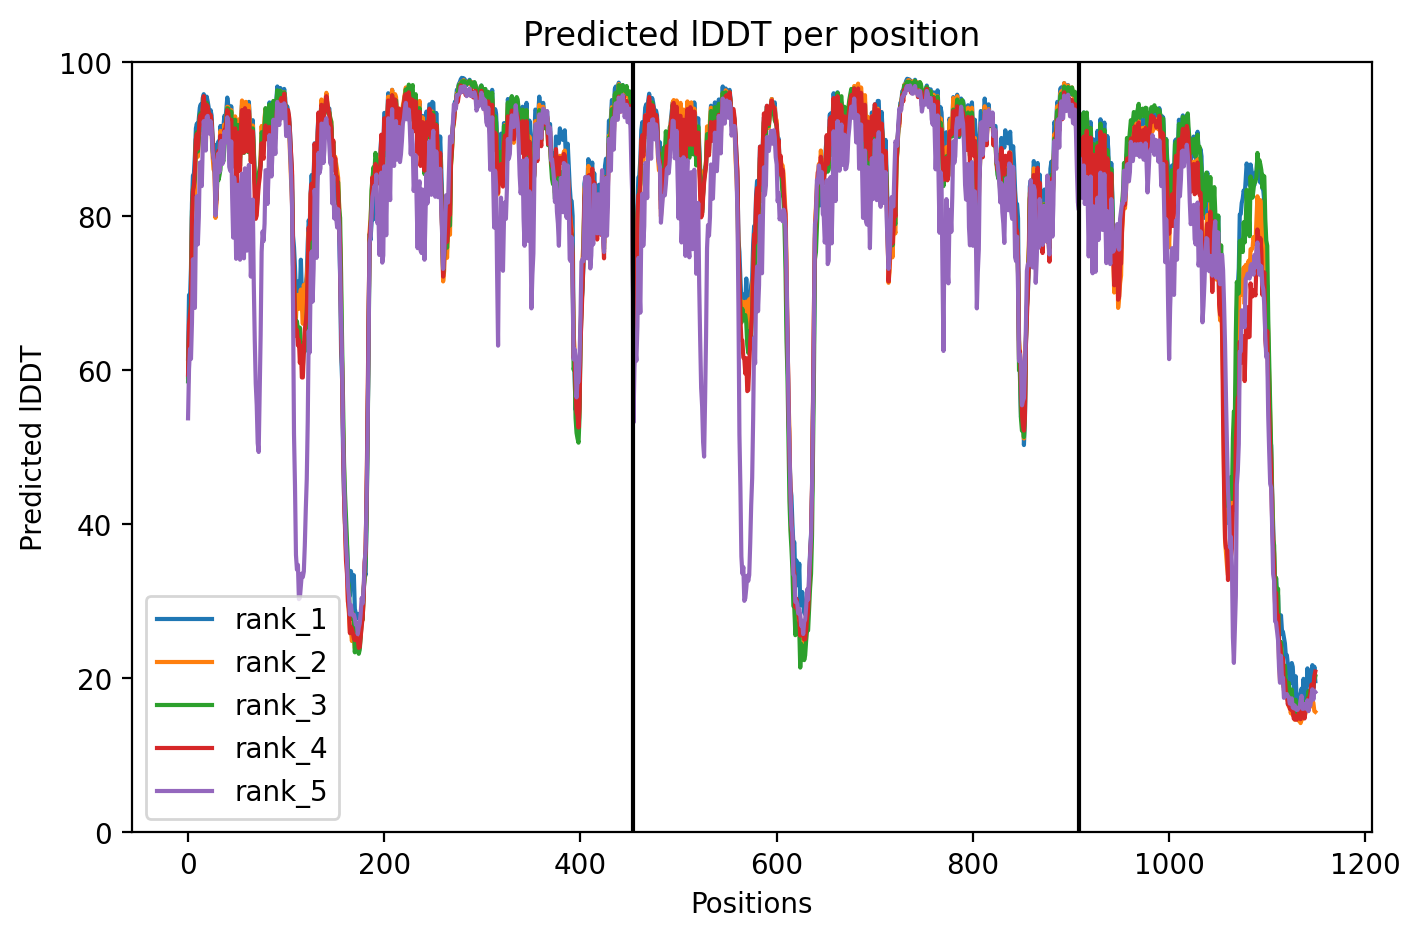 Predicted lDDT per position
100
80
60
40
20
0
Predicted lDDT
rank_1
rank_2
rank_3
rank_4
rank_5
0 200 400 600 800 1000 1200
Positions